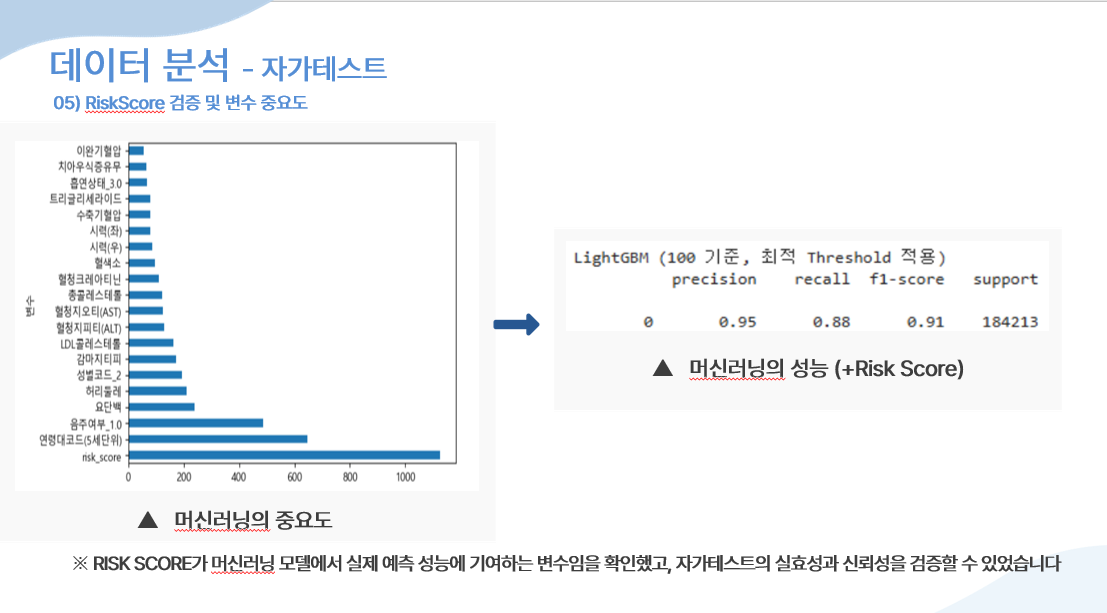 데이터 분석 - 자가테스트
05) RiskScore 검증 및 변수 중요도
이완기혈압
치아우식증유무
흡연상태_3.0
트리글리세라이드
수축기혈압
시력(좌)
시력(우)
혈색소
혈청크레아티닌
총콜레스테롤
혈청지오티(AST)
혈청지피티(ALT)
LDL콜레스테롤
감마지티피
성별코드_2
허리둘레
요단백
음주여부_1.0
연령대코드(5세단위)
risk_score
변수
0 200 400 600 800 1000
▲ 머신러닝의 중요도
LightGBM (100 기준, 최적 Threshold 적용)
precision recall f1-score support
0 0.95 0.88 0.91 184213
▲ 머신러닝의 성능 (+Risk Score)
※ RISK SCORE가 머신러닝 모델에서 실제 예측 성능에 기여하는 변수임을 확인했고, 자가테스트의 실효성과 신뢰성을 검증할 수 있었습니다